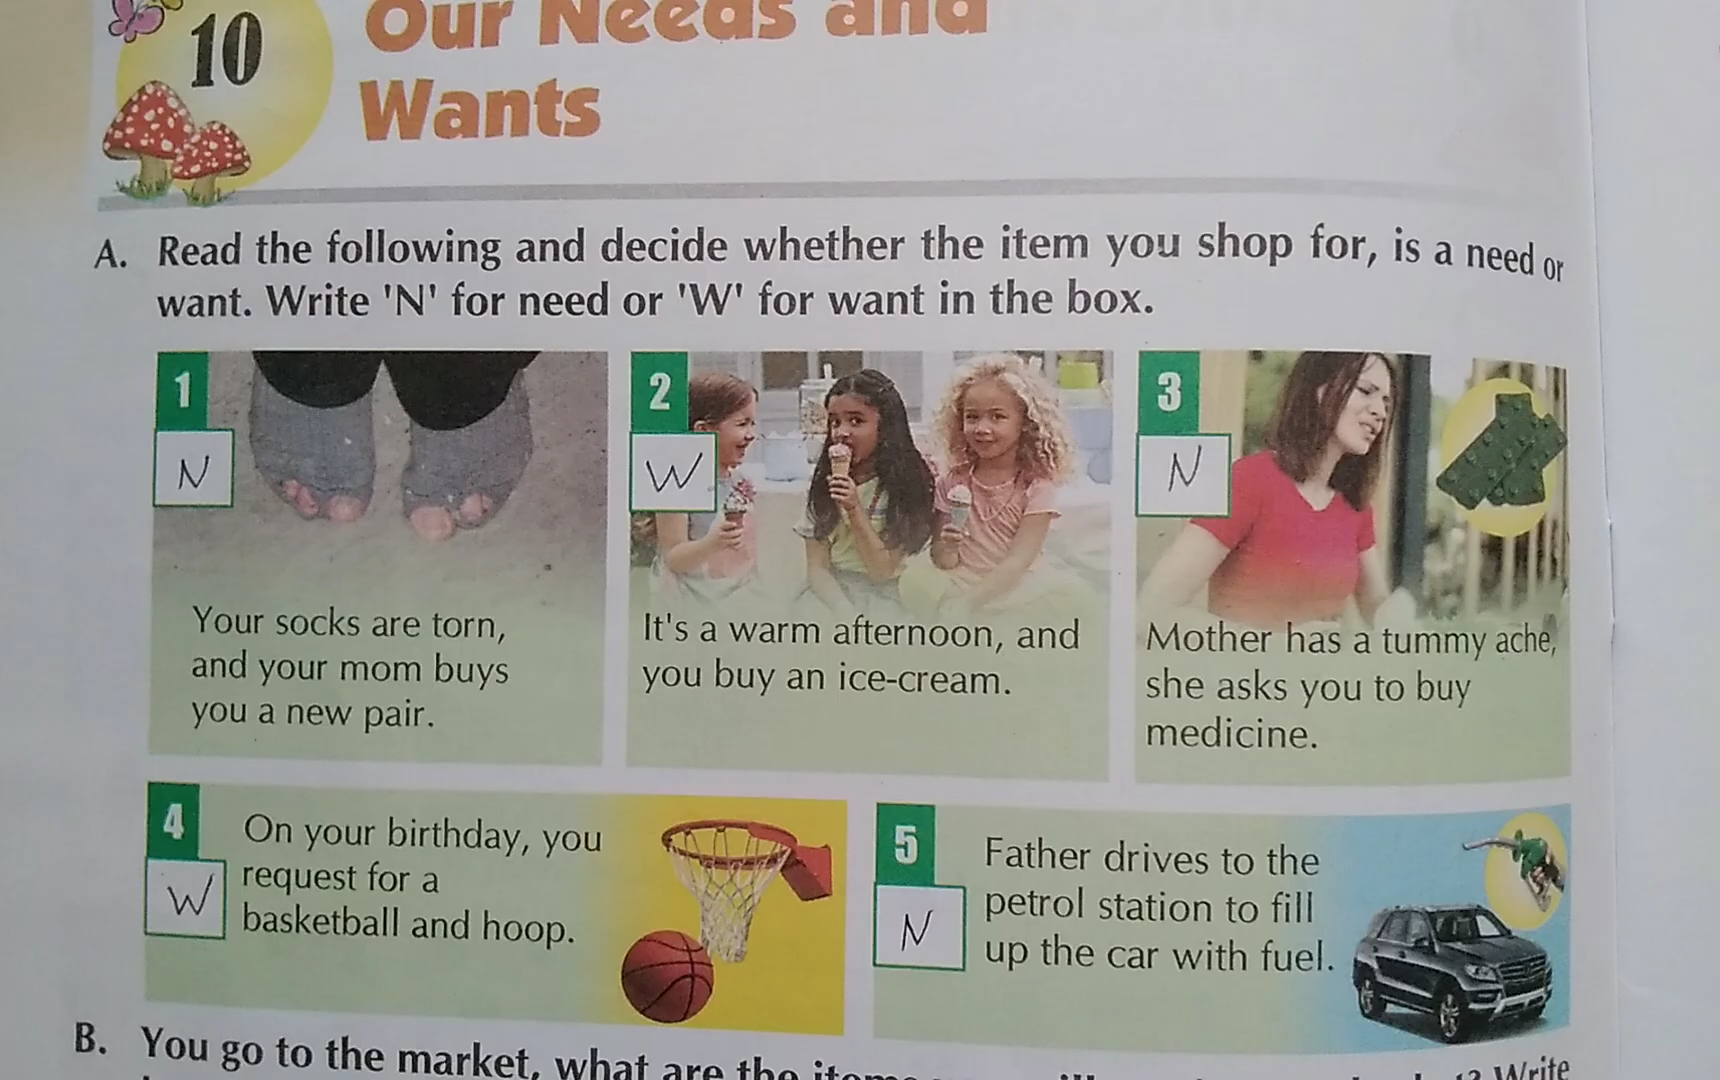 10
Our Needs and
Wants
A. Read the following and decide whether the item you shop for, is a need or
want. Write 'N' for need or 'W' for want in the box.
1
N
Your socks are torn,
and your mom buys
you a new pair.
2
W
It's a warm afternoon, and
you buy an ice-cream.
3
N
Mother has a tummy ache,
she asks you to buy
medicine.
4
W
On your birthday, you
request for a
basketball and hoop.
5
N
Father drives to the
petrol station to fill
up the car with fuel.
B. You go to the market, what are the Write